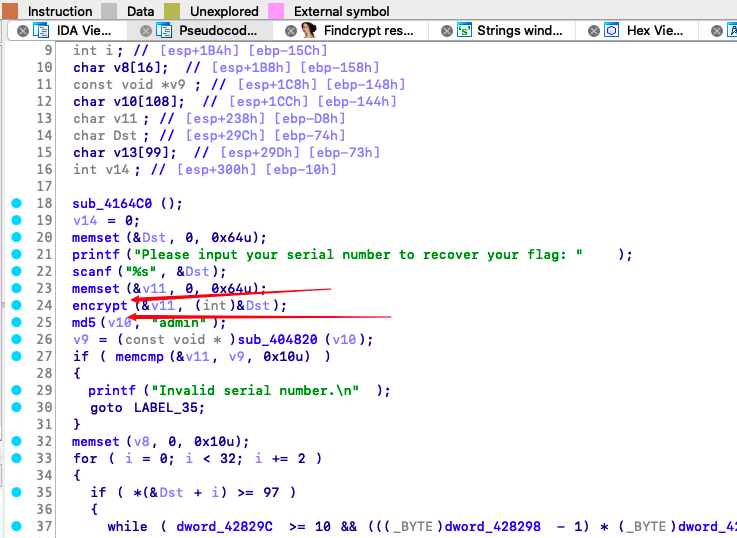 Instruction Data Unexplored External symbol
IDA Vie... Pseudocod... Findcrypt res... Strings wind... Hex Vie...
9 int i; // [esp+1B4h] [ebp-15Ch]
10 char v8[16]; // [esp+1B8h] [ebp-158h]
11 const void *v9 ; // [esp+1C8h] [ebp-148h]
12 char v10[108]; // [esp+1CCh] [ebp-144h]
13 char v11 ; // [esp+238h] [ebp-D8h]
14 char Dst ; // [esp+29Ch] [ebp-74h]
15 char v13[99]; // [esp+29Dh] [ebp-73h]
16 int v14 ; // [esp+300h] [ebp-10h]
17
18 sub_4164C0 ();
19 v14 = 0;
20 memset (&Dst , 0, 0x64u);
21 printf ("Please input your serial number to recover your flag: " );
22 scanf ("%s" , &Dst);
23 memset (&v11 , 0, 0x64u);
24 encrypt (&v11 , (int )&Dst );
25 md5 (v10 , "admin" );
26 v9 = (const void * )sub_404820 (v10 );
27 if ( memcmp (&v11 , v9 , 0x10u) )
28 {
29 printf ("Invalid serial number.\n" );
30 goto LABEL_35;
31 }
32 memset (v8 , 0, 0x10u);
33 for ( i = 0; i < 32; i += 2 )
34 {
35 if ( *(&Dst + i ) >= 97 )
36 {
37 while ( dword_42829C >= 10 && (((_BYTE )dword_428298 - 1) * (_BYTE )dword_4